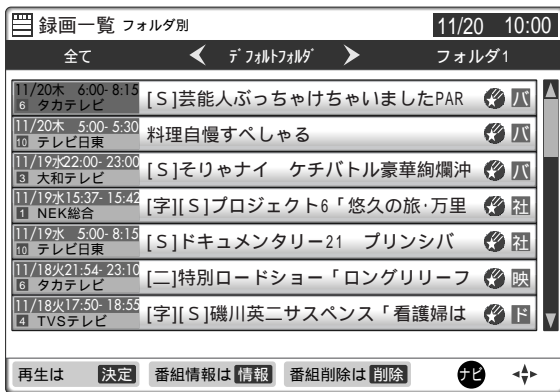 録画一覧 フォルダ別 11/20 10:00
全て デフォルトフォルダ フォルダ1
11/20木 6:00- 8:15
6 タカテレビ
[S]芸能人ぶっちゃけちゃいましたPAR バ
11/20木 5:00- 5:30
10 テレビ日東
料理自慢すぺしゃる バ
11/19水22:00- 23:00
3 大和テレビ
[S]そりゃナイ ケチバトル豪華絢爛沖 バ
11/19水15:37- 15:42
1 NEK総合
[字][S]プロジェクト6「悠久の旅・万里 社
11/19水 5:00- 8:15
10 テレビ日東
[S]ドキュメンタリー21 プリンシパ 社
11/18火21:54- 23:10
6 タカテレビ
[二]特別ロードショー「ロングリリーフ 映
11/18火17:50- 18:55
4 TVSテレビ
[字][S]磯川英二サスペンス「看護婦は ド
再生は 決定 番組情報は 情報 番組削除は 削除 ナビ